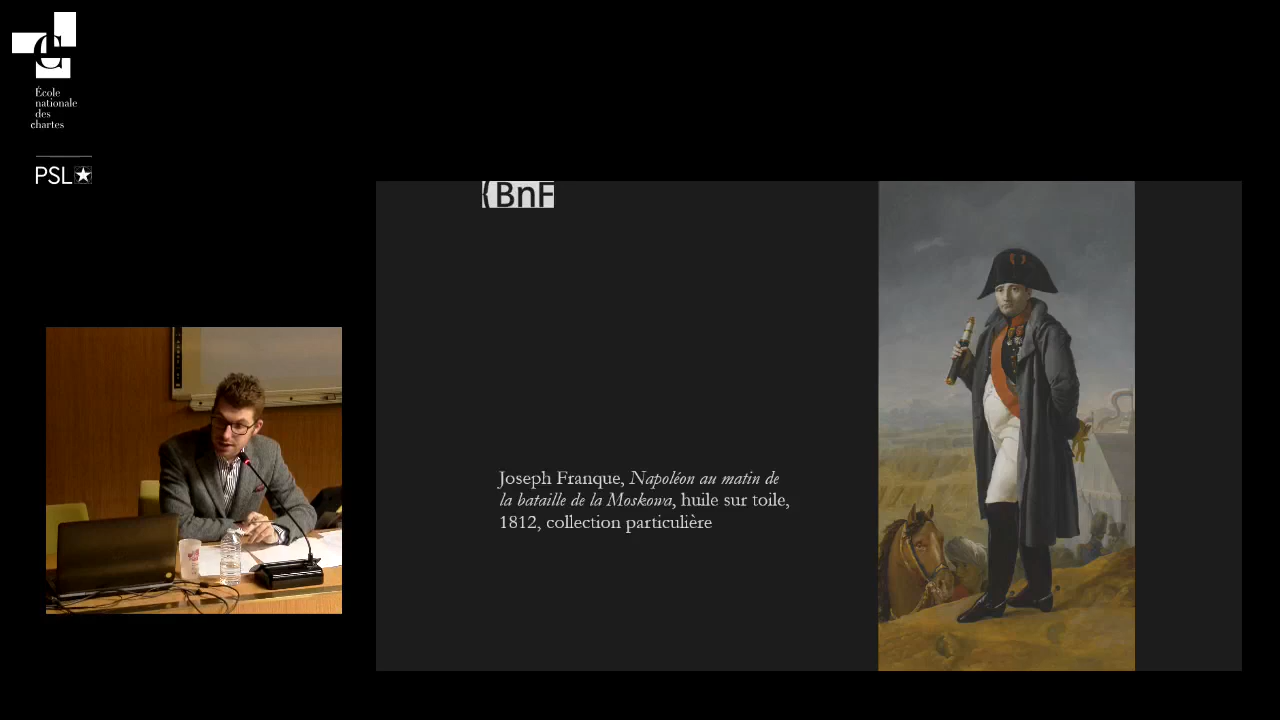 École
nationale
des
chartes
PSL
BnF
Joseph Franque, Napoléon au matin de
la bataille de la Moskowa, huile sur toile,
1812, collection particulière